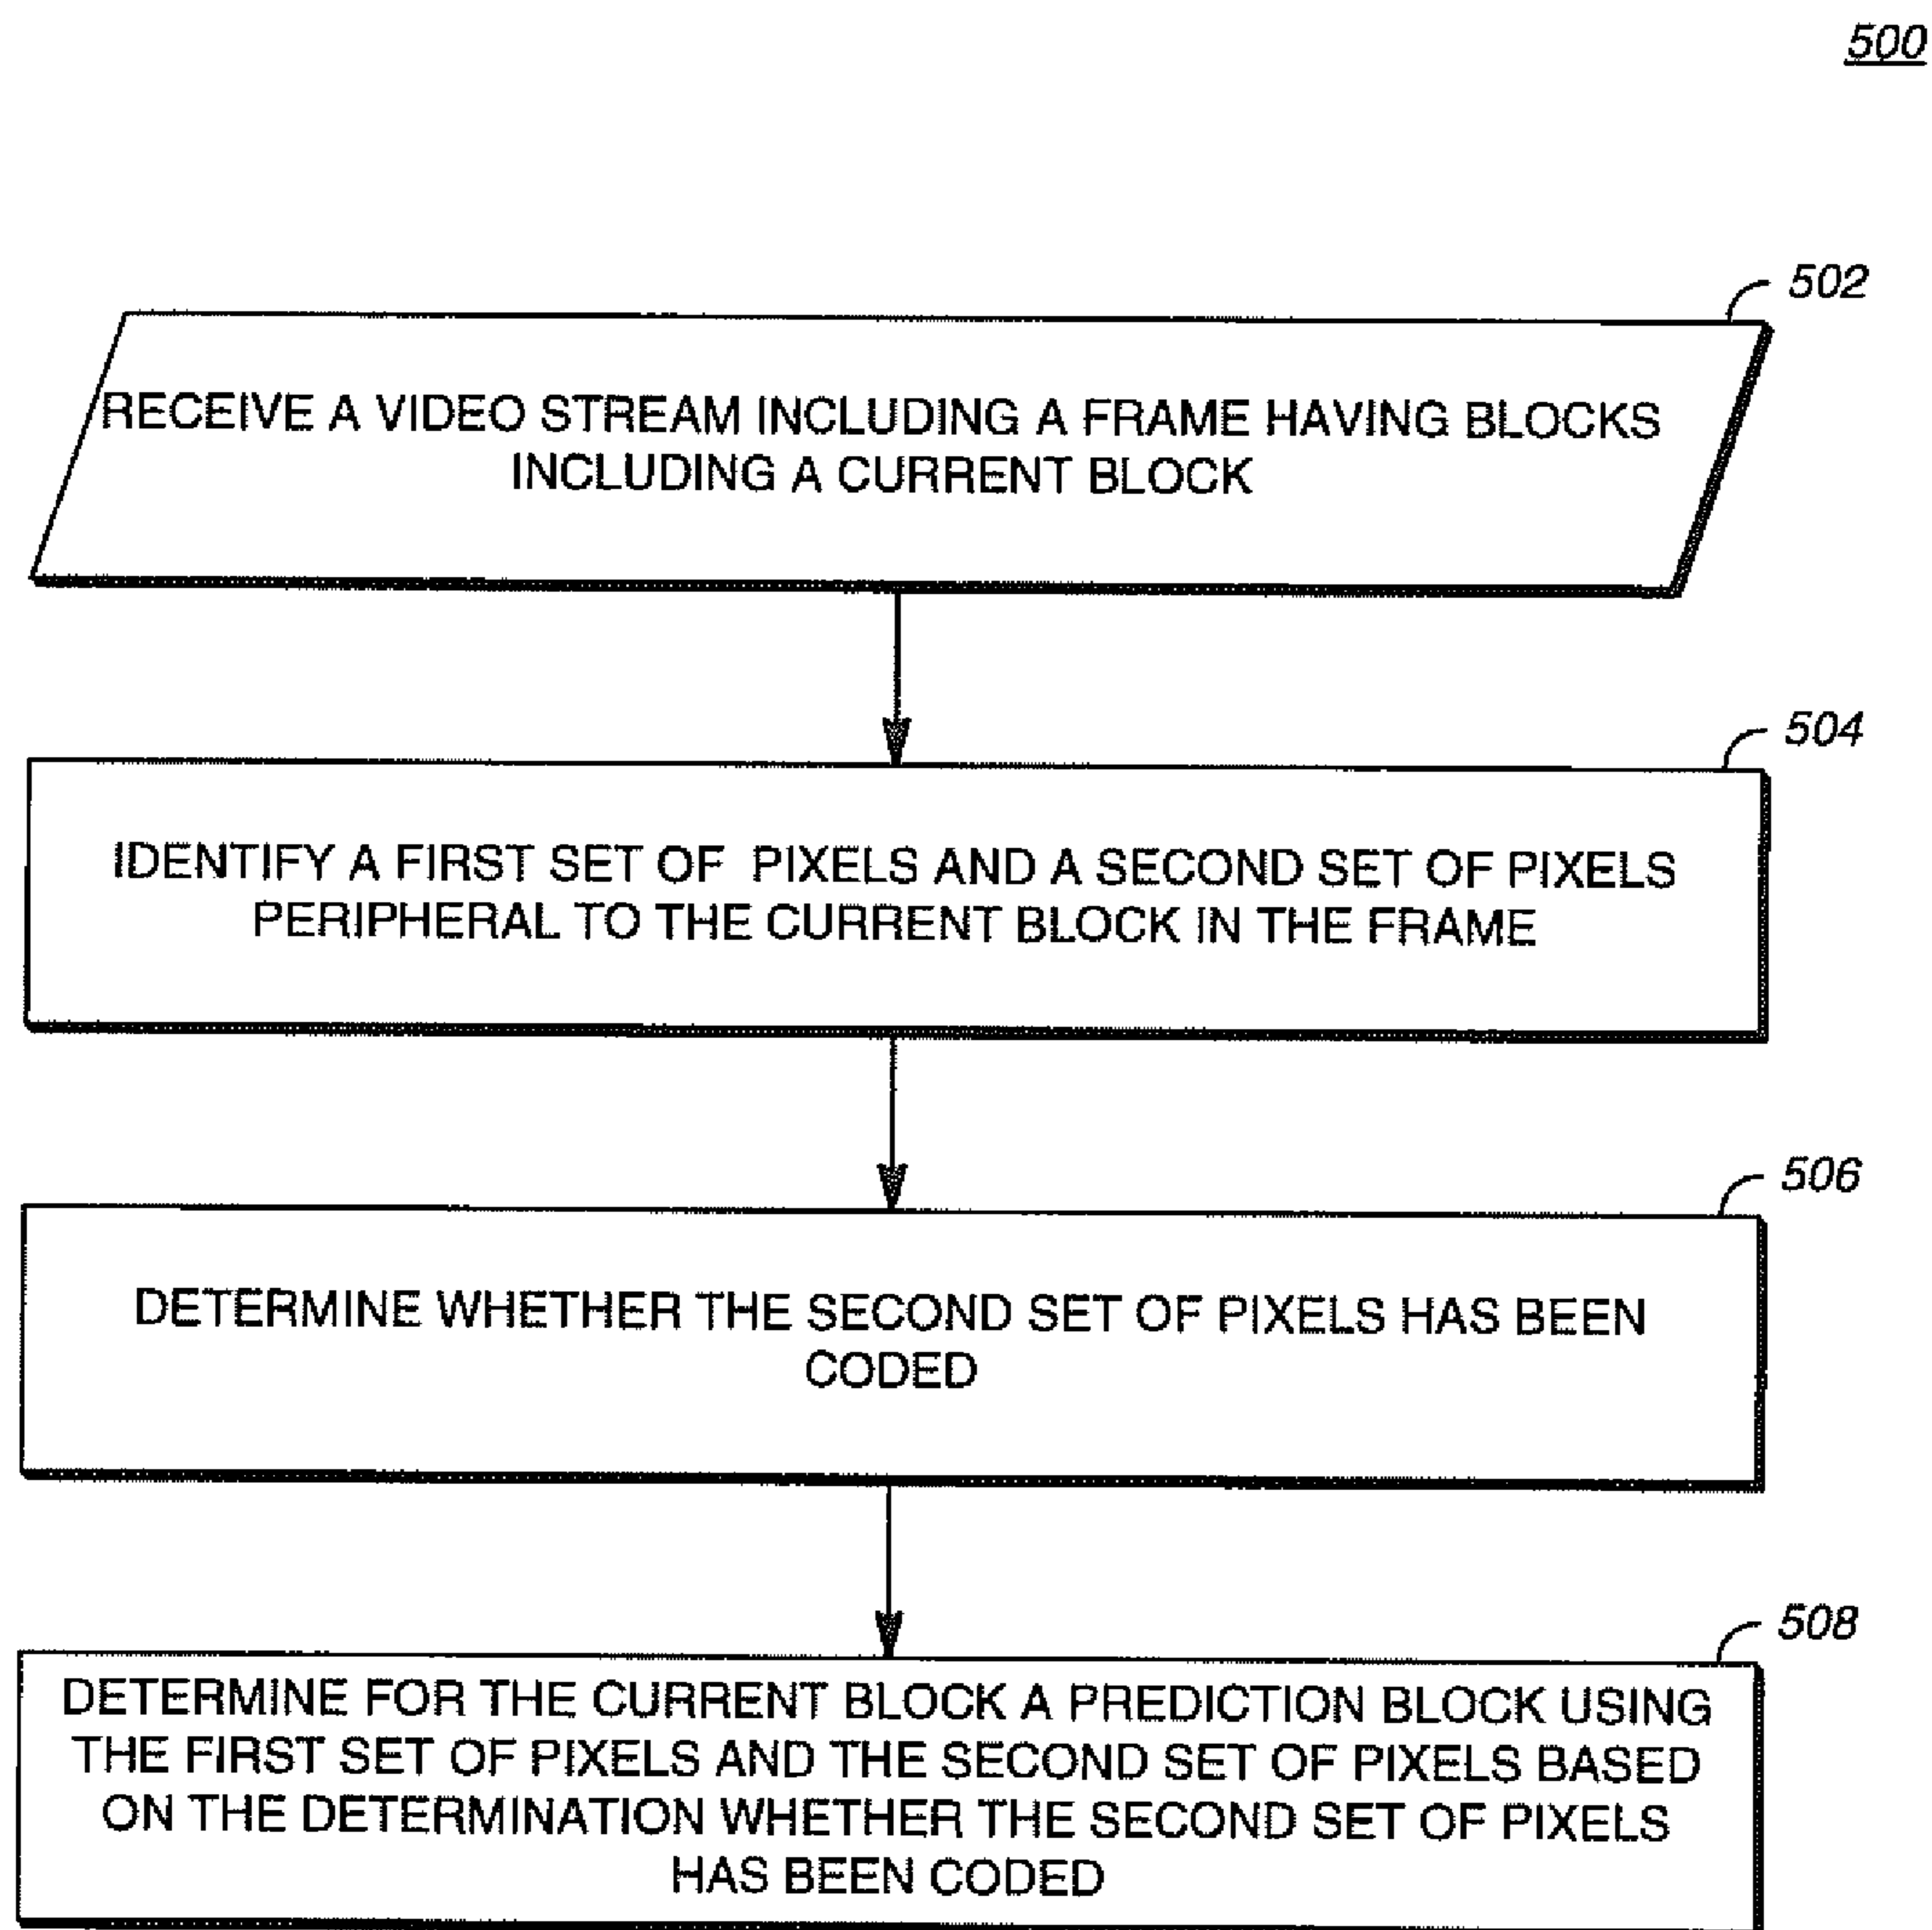 500
502
RECEIVE A VIDEO STREAM INCLUDING A FRAME HAVING BLOCKS
INCLUDING A CURRENT BLOCK
504
IDENTIFY A FIRST SET OF PIXELS AND A SECOND SET OF PIXELS
PERIPHERAL TO THE CURRENT BLOCK IN THE FRAME
506
DETERMINE WHETHER THE SECOND SET OF PIXELS HAS BEEN
CODED
508
DETERMINE FOR THE CURRENT BLOCK A PREDICTION BLOCK USING
THE FIRST SET OF PIXELS AND THE SECOND SET OF PIXELS BASED
ON THE DETERMINATION WHETHER THE SECOND SET OF PIXELS
HAS BEEN CODED